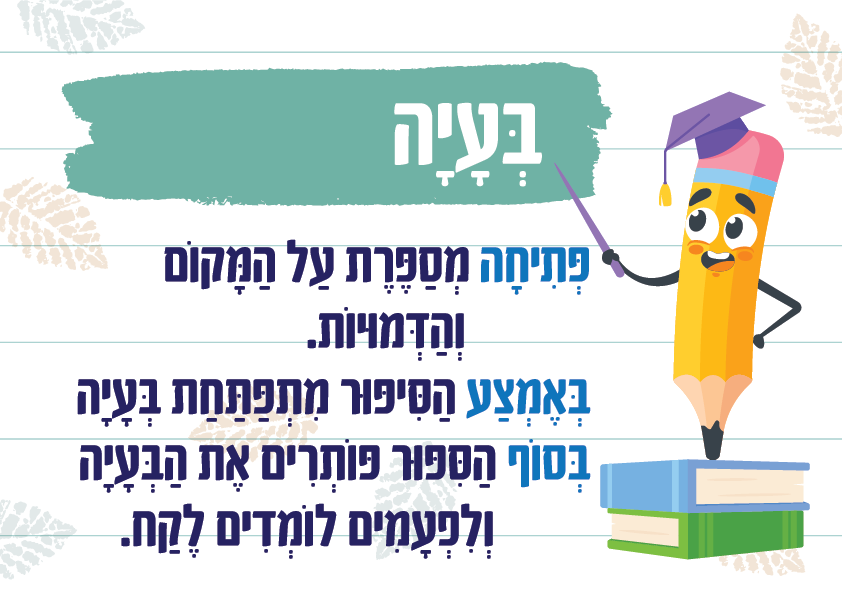 בְּעָיָה
פְּתִיחָה מְסַפֶּרֶת עַל הַמָּקוֹם
וְהַדְּמוּיוֹת.
בְּאֶמְצַע הַסִּיפּוּר מִתְפַּתַּחַת בְּעָיָה
בְּסוֹף הַסִּפּוּר פּוֹתְרִים אֶת הַבְּעָיָה
וְלִפְעָמִים לוֹמְדִים לֶקַח.